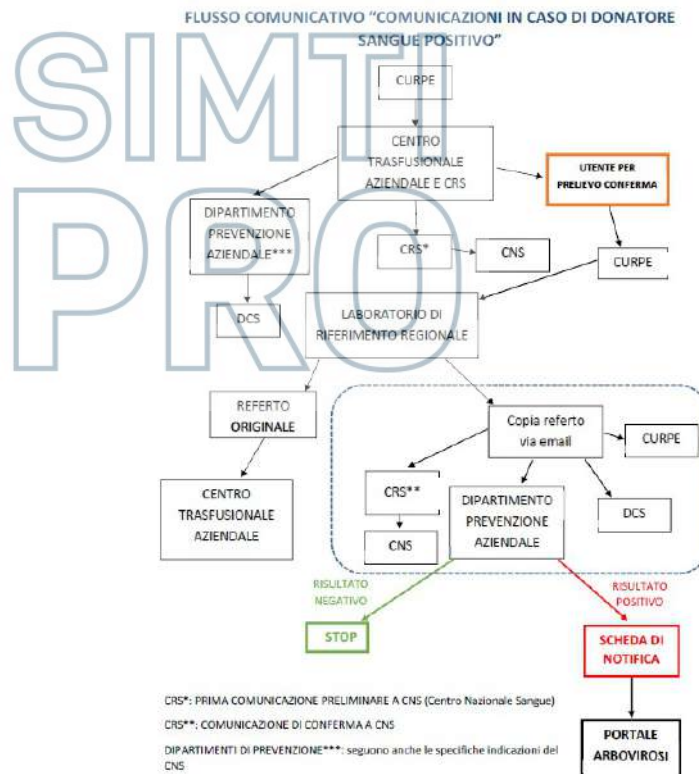 FLUSSO COMUNICATIVO "COMUNICAZIONI IN CASO DI DONATORE
SANGUE POSITIVO"
SIMTI
PRO
CURPE
CENTRO
TRASFUSIONALE
AZIENDALE E CRS
UTENTE PER
PRELIEVO CONFERMA
DIPARTIMENTO
PREVENZIONE
AZIENDALE***
CRS*
CNS
CURPE
DCS
LABORATORIO DI
RIFERIMENTO REGIONALE
REFERTO
ORIGINALE
Copia referto
via email
CURPE
CENTRO
TRASFUSIONALE
AZIENDALE
CRS**
DIPARTIMENTO
PREVENZIONE
AZIENDALE
DCS
CNS
RISULTATO
NEGATIVO
RISULTATO
POSITIVO
STOP
SCHEDA DI
NOTIFICA
PORTALE
ARBOVIROSI
CRS*: PRIMA COMUNICAZIONE PRELIMINARE A CNS (Centro Nazionale Sangue)
CRS**: COMUNICAZIONE DI CONFERMA A CNS
DIPARTIMENTI DI PREVENZIONE***: seguono anche le specifiche indicazioni del
CNS